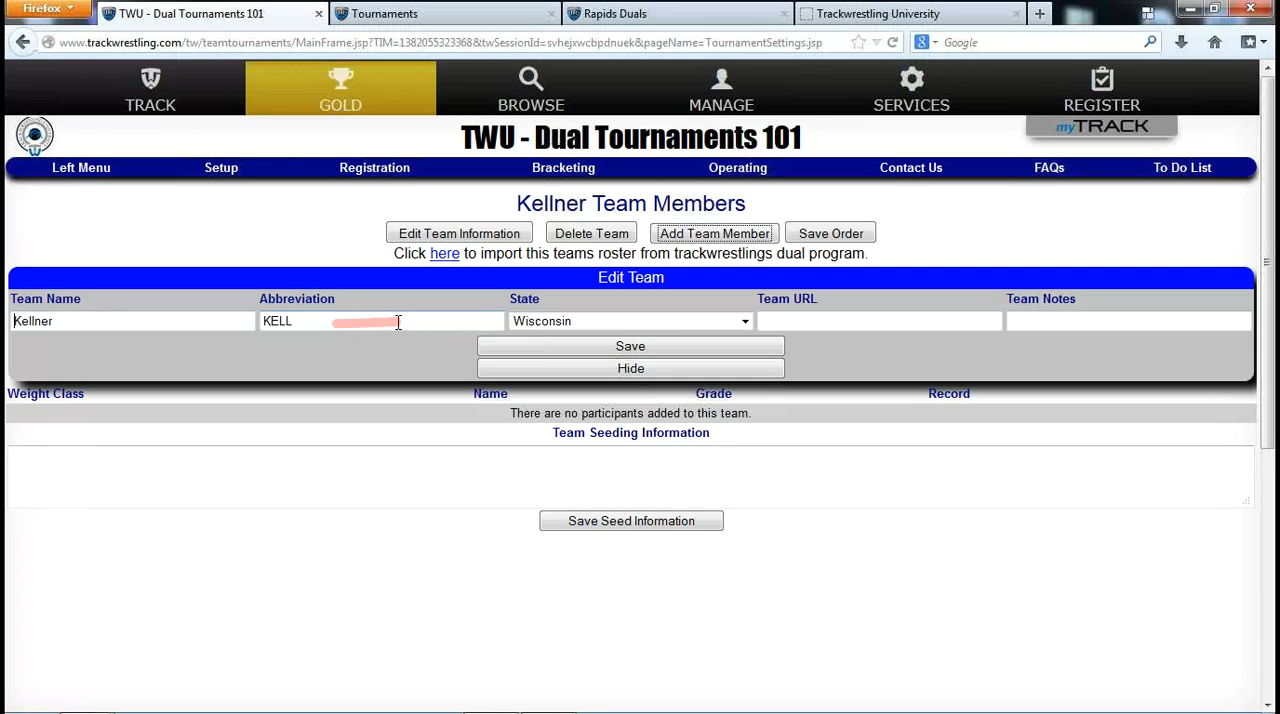 Firefox
TWU - Dual Tournaments 101
Tournaments
Rapids Duals
Trackwrestling University
www.trackwrestling.com/tw/teamtournaments/MainFrame.jsp?TIM=1382055323368&twSessionId=svhejxwcbpdnuek&pageName=TournamentSettings.jsp
Google
TRACK
GOLD
BROWSE
MANAGE
SERVICES
REGISTER
myTRACK
TWU - Dual Tournaments 101
Left Menu
Setup
Registration
Bracketing
Operating
Contact Us
FAQs
To Do List
Kellner Team Members
Edit Team Information
Delete Team
Add Team Member
Save Order
Click here to import this teams roster from trackwrestlings dual program.
Edit Team
Team Name
Abbreviation
State
Team URL
Team Notes
Kellner
KELL
Wisconsin
Save
Hide
Weight Class
Name
Grade
Record
There are no participants added to this team.
Team Seeding Information
Save Seed Information